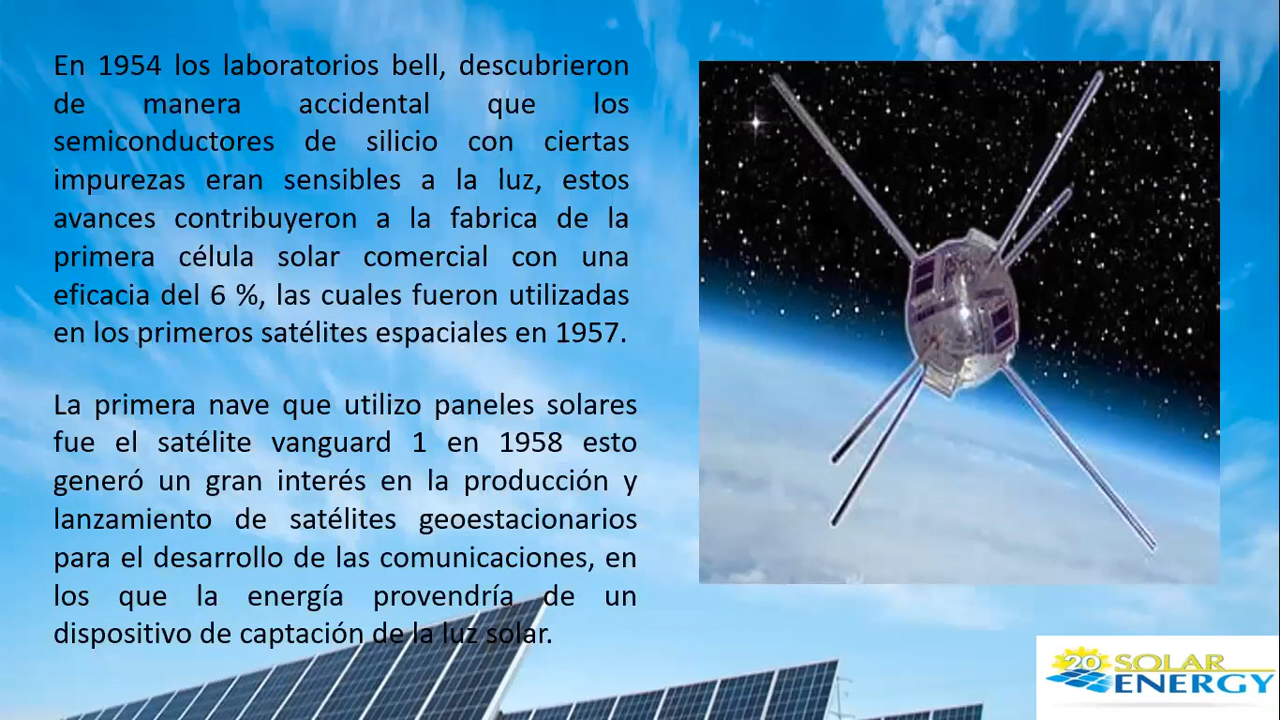 En 1954 los laboratorios bell, descubrieron
de manera accidental que los
semiconductores de silicio con ciertas
impurezas eran sensibles a la luz, estos
avances contribuyeron a la fabrica de la
primera célula solar comercial con una
eficacia del 6 %, las cuales fueron utilizadas
en los primeros satélites espaciales en 1957.
La primera nave que utilizo paneles solares
fue el satélite vanguard 1 en 1958 esto
generó un gran interés en la producción y
lanzamiento de satélites geoestacionarios
para el desarrollo de las comunicaciones, en
los que la energía provendría de un
dispositivo de captación de la luz solar.
20 SOLAR
ENERGY